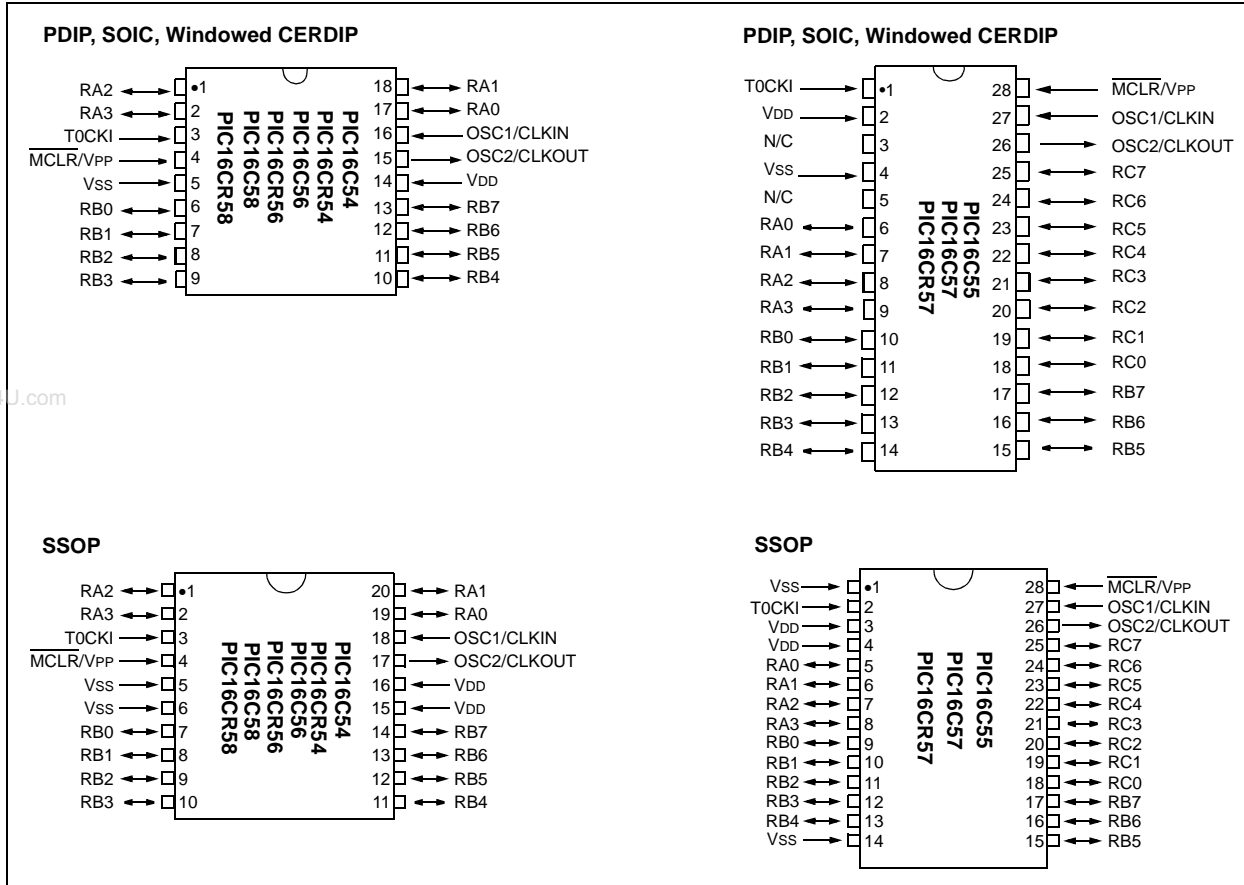 PDIP, SOIC, Windowed CERDIP
RA2 •1 18 RA1
RA3 2 17 RA0
T0CKI 3 16 OSC1/CLKIN
MCLR/VPP 4 15 OSC2/CLKOUT
VSS 5 14 VDD
RB0 6 13 RB7
RB1 7 12 RB6
RB2 8 11 RB5
RB3 9 10 RB4
PIC16C54
PIC16CR54
PIC16C56
PIC16CR56
PIC16C58
PIC16CR58
PDIP, SOIC, Windowed CERDIP
T0CKI •1 28 MCLR/VPP
VDD 2 27 OSC1/CLKIN
N/C 3 26 OSC2/CLKOUT
VSS 4 25 RC7
N/C 5 24 RC6
RA0 6 23 RC5
RA1 7 22 RC4
RA2 8 21 RC3
RA3 9 20 RC2
RB0 10 19 RC1
RB1 11 18 RC0
RB2 12 17 RB7
RB3 13 16 RB6
RB4 14 15 RB5
PIC16C55
PIC16C57
PIC16CR57
U.com
SSOP
RA2 •1 20 RA1
RA3 2 19 RA0
T0CKI 3 18 OSC1/CLKIN
MCLR/VPP 4 17 OSC2/CLKOUT
VSS 5 16 VDD
VSS 6 15 VDD
RB0 7 14 RB7
RB1 8 13 RB6
RB2 9 12 RB5
RB3 10 11 RB4
PIC16C54
PIC16CR54
PIC16C56
PIC16CR56
PIC16C58
PIC16CR58
SSOP
VSS •1 28 MCLR/VPP
T0CKI 2 27 OSC1/CLKIN
VDD 3 26 OSC2/CLKOUT
VDD 4 25 RC7
RA0 5 24 RC6
RA1 6 23 RC5
RA2 7 22 RC4
RA3 8 21 RC3
RB0 9 20 RC2
RB1 10 19 RC1
RB2 11 18 RC0
RB3 12 17 RB7
RB4 13 16 RB6
VSS 14 15 RB5
PIC16C55
PIC16C57
PIC16CR57